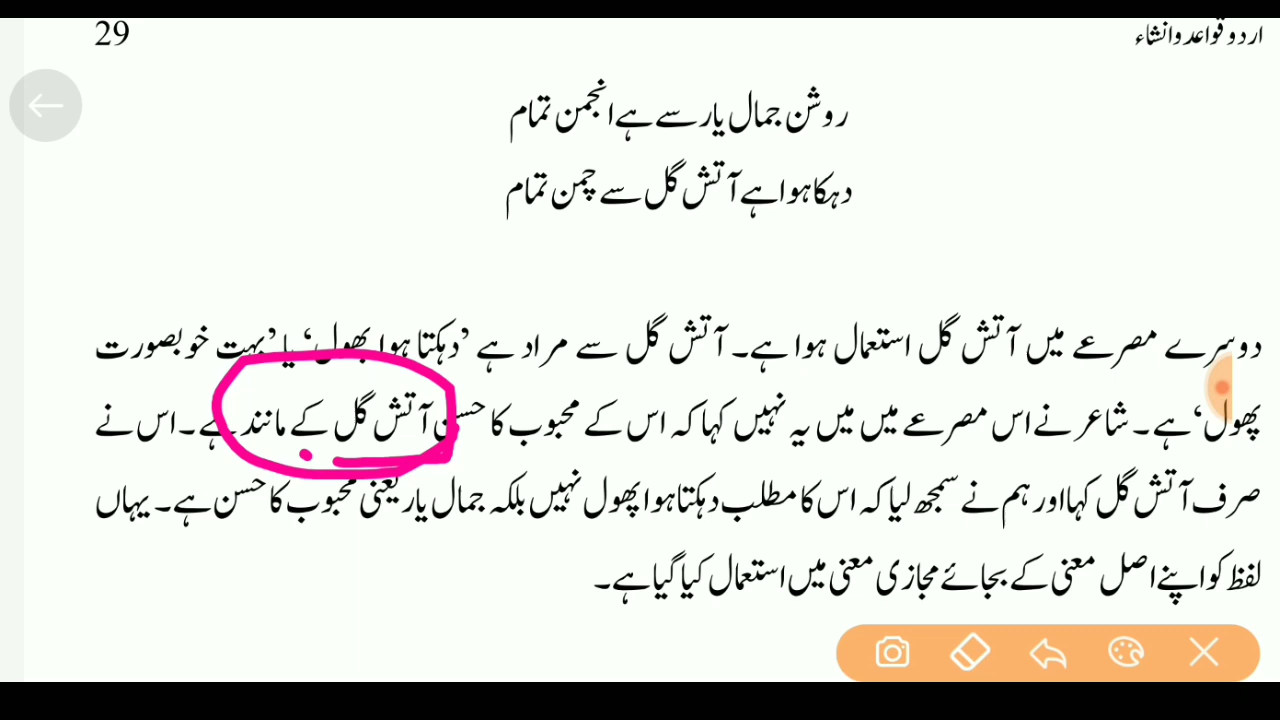 اردو قواعد و انشاء 29
روشن جمال یار سے ہے انجمن تمام
دہکا ہوا ہے آتش گل سے چمن تمام
دوسرے مصرعے میں آتش گل استعمال ہوا ہے۔ آتش گل سے مراد ہے ’دہکتا ہوا پھول‘ یا ’بہت خوبصورت
پھول‘ ہے۔ شاعر نے اس مصرعے میں میں یہ نہیں کہا کہ اس کے محبوب کا حسن آتش گل کے مانند ہے۔ اس نے
صرف آتش گل کہا اور ہم نے سمجھ لیا کہ اس کا مطلب دہکتا ہوا پھول نہیں بلکہ جمال یار یعنی محبوب کا حسن ہے۔ یہاں
لفظ کو اپنے اصل معنی کے بجائے مجازی معنی میں استعمال کیا گیا ہے۔